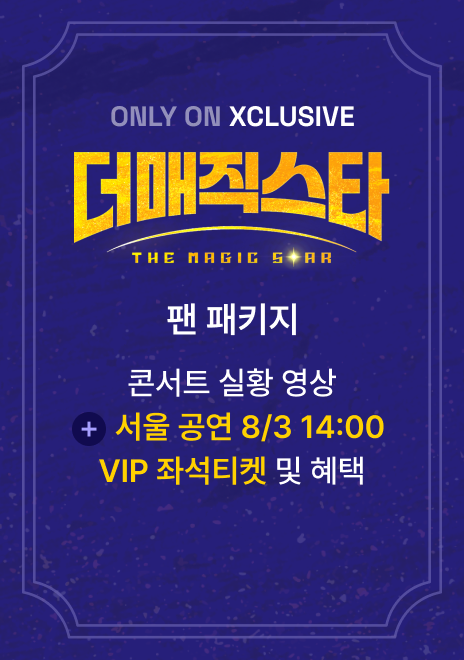 ONLY ON XCLUSIVE
더매직스타
THE MAGIC STAR
팬 패키지
콘서트 실황 영상
+ 서울 공연 8/3 14:00
VIP 좌석티켓 및 혜택